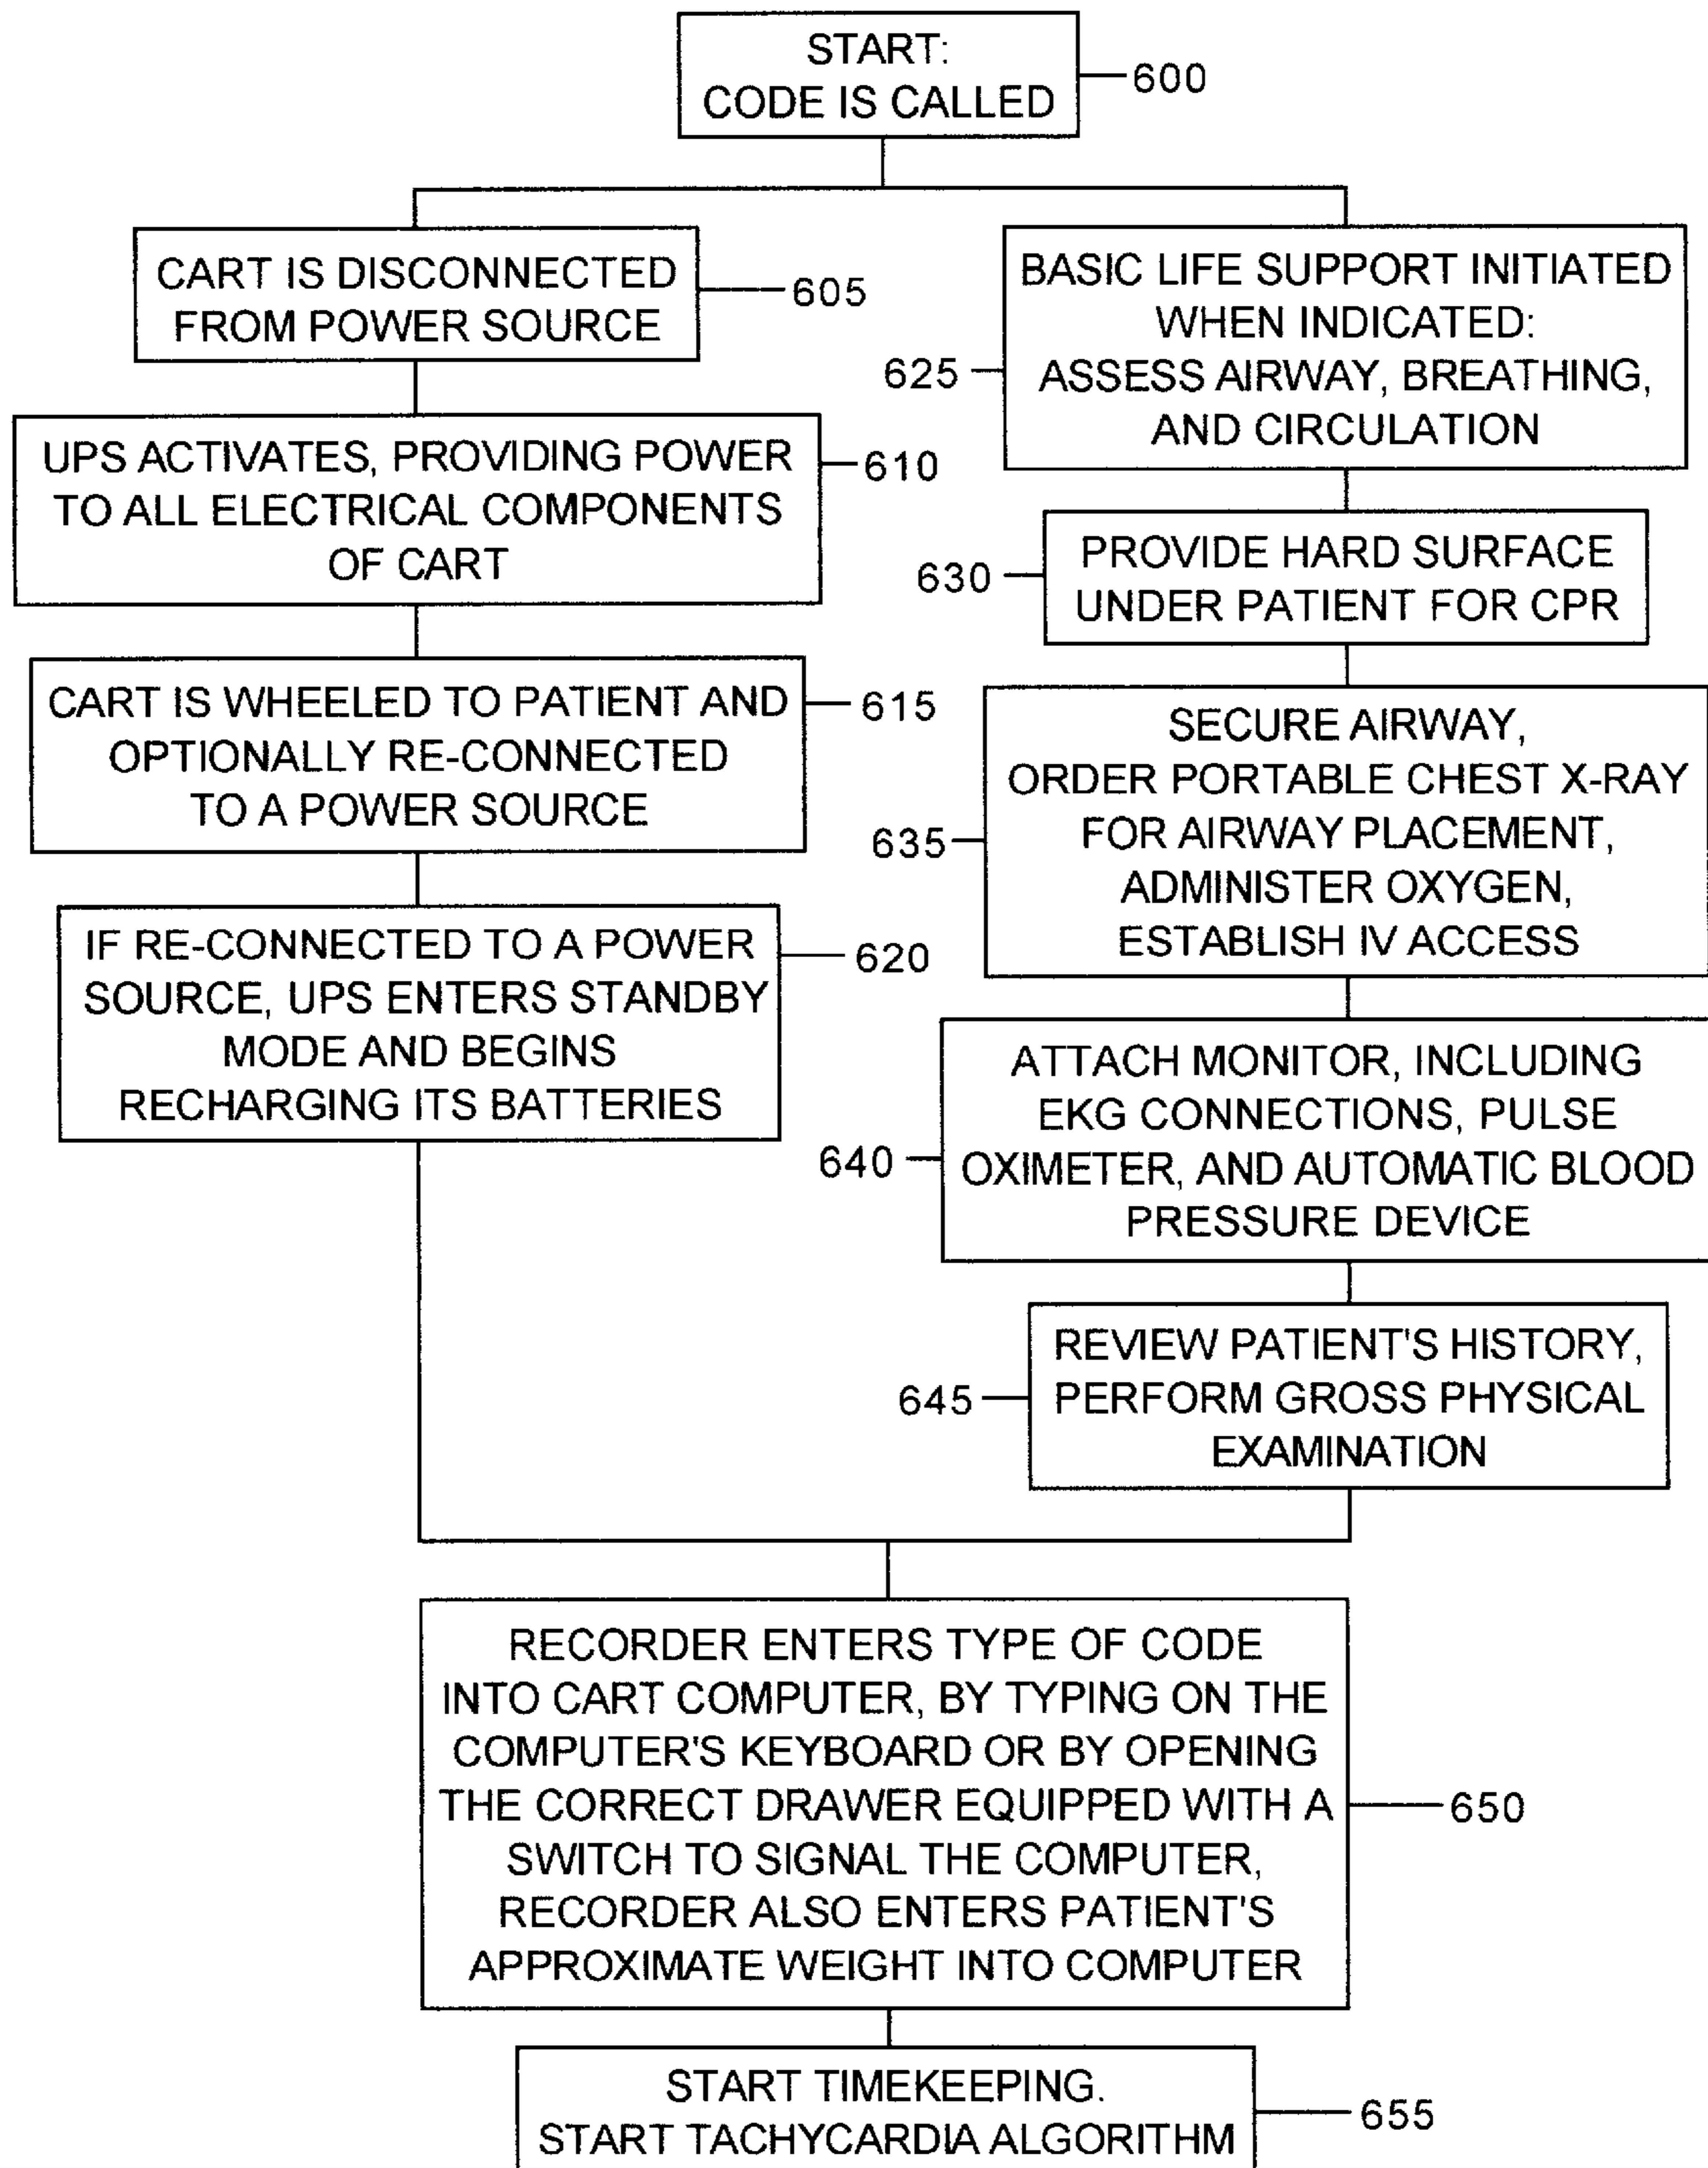 START:
CODE IS CALLED
600
CART IS DISCONNECTED
FROM POWER SOURCE
605
UPS ACTIVATES, PROVIDING POWER
TO ALL ELECTRICAL COMPONENTS
OF CART
610
CART IS WHEELED TO PATIENT AND
OPTIONALLY RE-CONNECTED
TO A POWER SOURCE
615
IF RE-CONNECTED TO A POWER
SOURCE, UPS ENTERS STANDBY
MODE AND BEGINS
RECHARGING ITS BATTERIES
620
BASIC LIFE SUPPORT INITIATED
WHEN INDICATED:
ASSESS AIRWAY, BREATHING,
AND CIRCULATION
625
PROVIDE HARD SURFACE
UNDER PATIENT FOR CPR
630
SECURE AIRWAY,
ORDER PORTABLE CHEST X-RAY
FOR AIRWAY PLACEMENT,
ADMINISTER OXYGEN,
ESTABLISH IV ACCESS
635
ATTACH MONITOR, INCLUDING
EKG CONNECTIONS, PULSE
OXIMETER, AND AUTOMATIC BLOOD
PRESSURE DEVICE
640
REVIEW PATIENT'S HISTORY,
PERFORM GROSS PHYSICAL
EXAMINATION
645
RECORDER ENTERS TYPE OF CODE
INTO CART COMPUTER, BY TYPING ON THE
COMPUTER'S KEYBOARD OR BY OPENING
THE CORRECT DRAWER EQUIPPED WITH A
SWITCH TO SIGNAL THE COMPUTER,
RECORDER ALSO ENTERS PATIENT'S
APPROXIMATE WEIGHT INTO COMPUTER
650
START TIMEKEEPING.
START TACHYCARDIA ALGORITHM
655